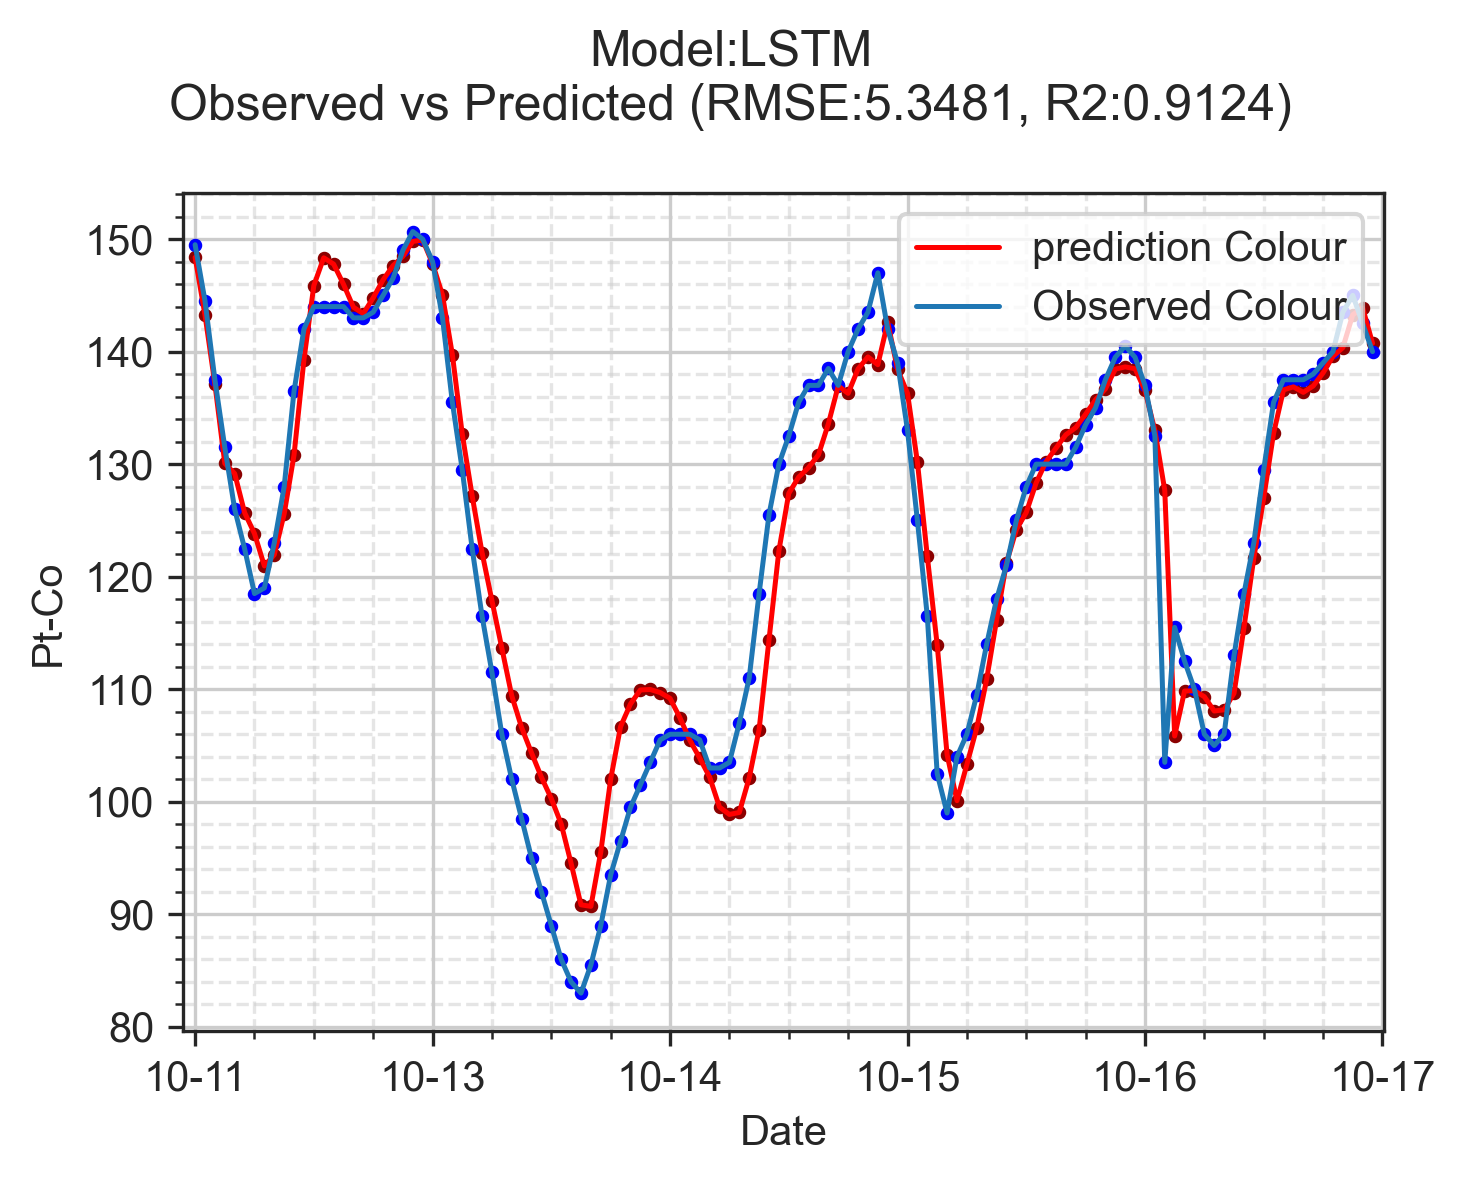 Model:LSTM
Observed vs Predicted (RMSE:5.3481, R2:0.9124)
prediction Colour
Observed Colour
150
140
130
120
110
100
90
80
Pt-Co
10-11 10-13 10-14 10-15 10-16 10-17
Date